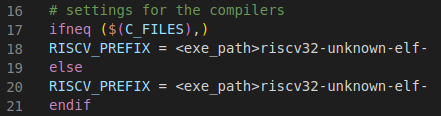 16 # settings for the compilers
17 ifneq ($(C_FILES),)
18 RISCV_PREFIX = <exe_path>riscv32-unknown-elf-
19 else
20 RISCV_PREFIX = <exe_path>riscv32-unknown-elf-
21 endif